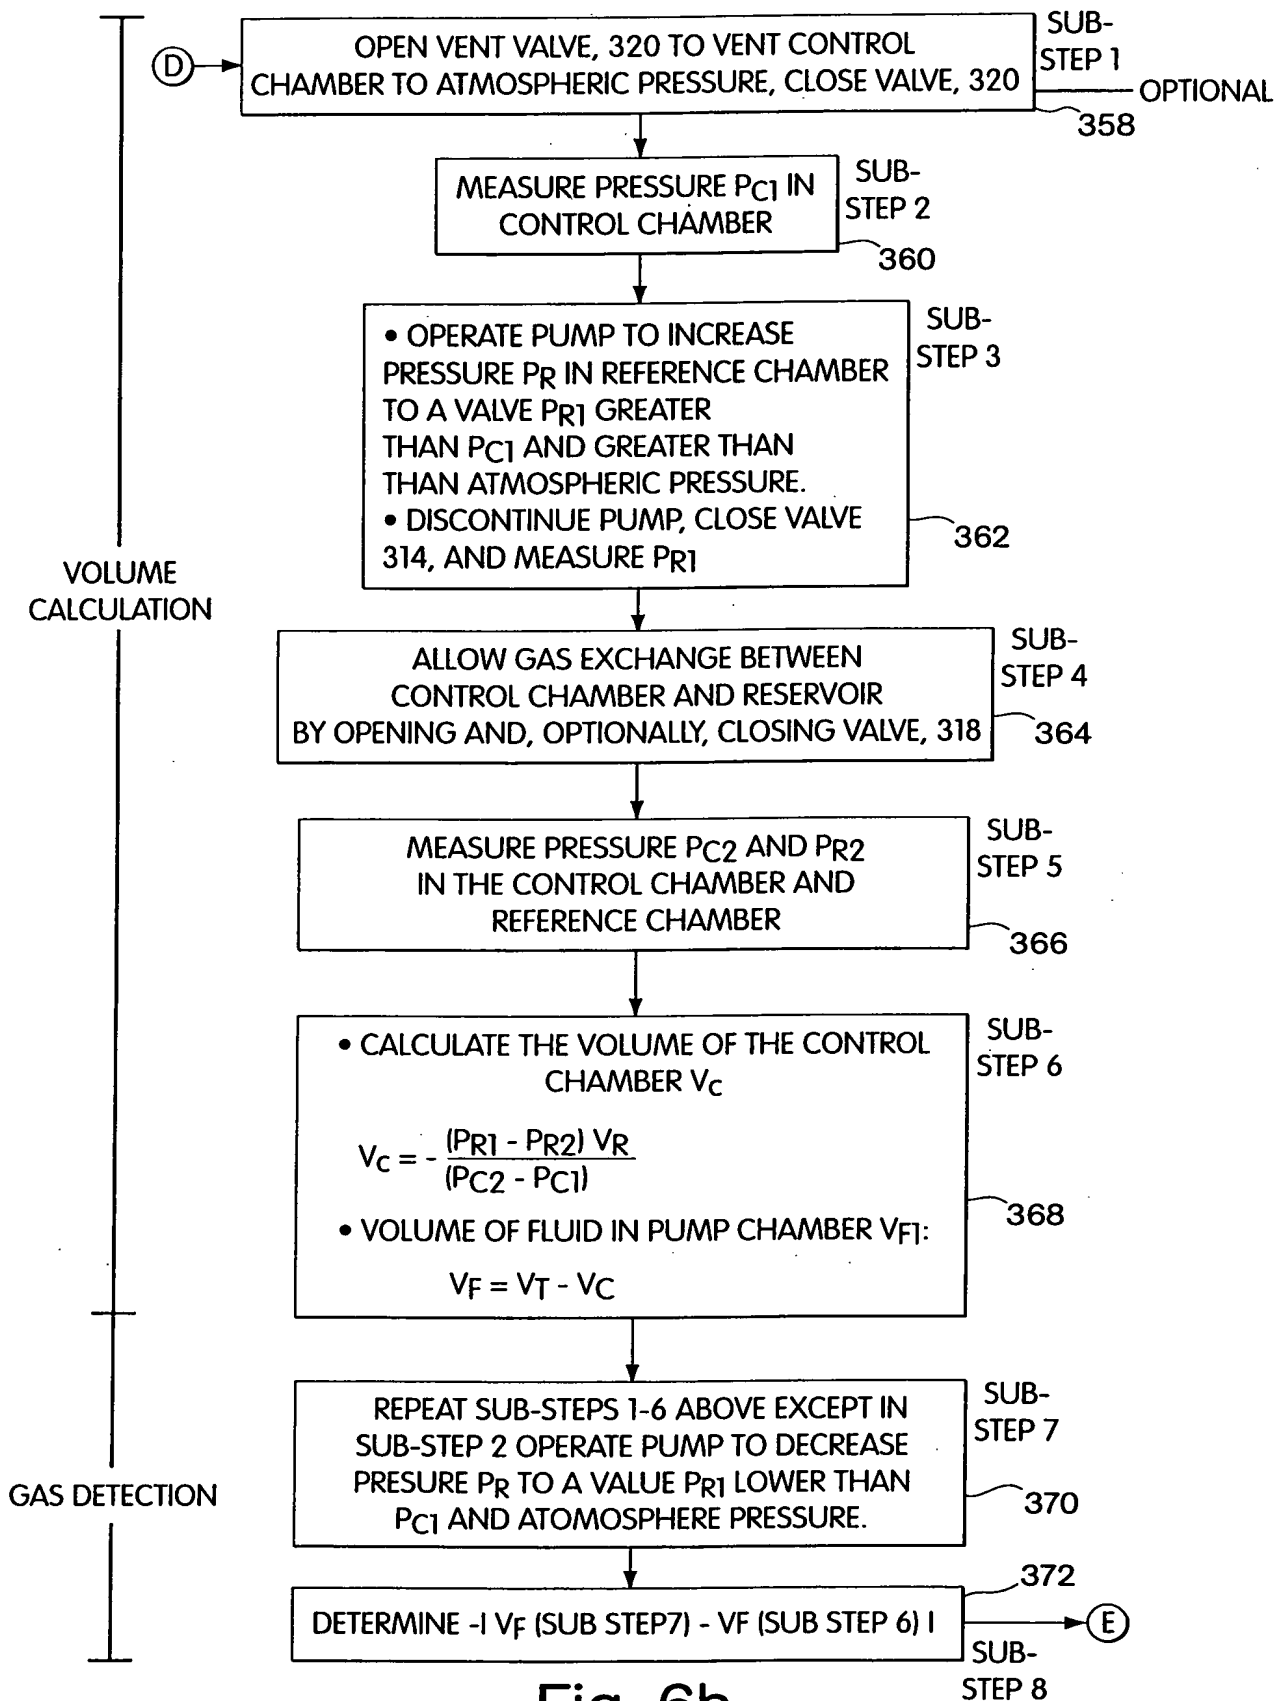 D
OPEN VENT VALVE, 320 TO VENT CONTROL
CHAMBER TO ATMOSPHERIC PRESSURE, CLOSE VALVE, 320
SUB-
STEP 1
OPTIONAL
358
MEASURE PRESSURE PC1 IN
CONTROL CHAMBER
SUB-
STEP 2
360
• OPERATE PUMP TO INCREASE
PRESSURE PR IN REFERENCE CHAMBER
TO A VALVE PR1 GREATER
THAN PC1 AND GREATER THAN
THAN ATMOSPHERIC PRESSURE.
• DISCONTINUE PUMP, CLOSE VALVE
314, AND MEASURE PR1
SUB-
STEP 3
362
VOLUME
CALCULATION
ALLOW GAS EXCHANGE BETWEEN
CONTROL CHAMBER AND RESERVOIR
BY OPENING AND, OPTIONALLY, CLOSING VALVE, 318
SUB-
STEP 4
364
MEASURE PRESSURE PC2 AND PR2
IN THE CONTROL CHAMBER AND
REFERENCE CHAMBER
SUB-
STEP 5
366
• CALCULATE THE VOLUME OF THE CONTROL
CHAMBER VC
VC = - (PR1 - PR2) VR
(PC2 - PC1)
• VOLUME OF FLUID IN PUMP CHAMBER VF1:
VF = VT - VC
SUB-
STEP 6
368
REPEAT SUB-STEPS 1-6 ABOVE EXCEPT IN
SUB-STEP 2 OPERATE PUMP TO DECREASE
PRESURE PR TO A VALUE PR1 LOWER THAN
PC1 AND ATOMOSPHERE PRESSURE.
SUB-
STEP 7
370
GAS DETECTION
DETERMINE -I VF (SUB STEP7) - VF (SUB STEP 6) I
372
E
SUB-
STEP 8
Fig. 6b